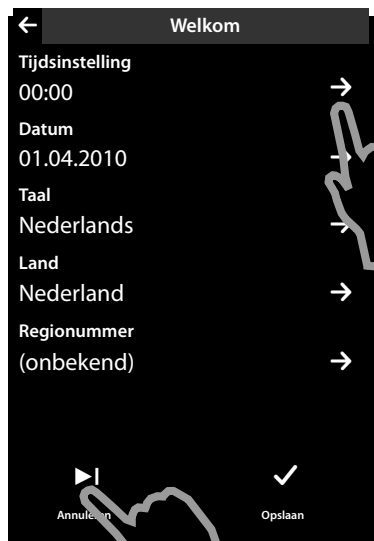 Welkom
Tijdsinstelling
00:00
Datum
01.04.2010
Taal
Nederlands
Land
Nederland
Regionummer
(onbekend)
Annuleren
Opslaan